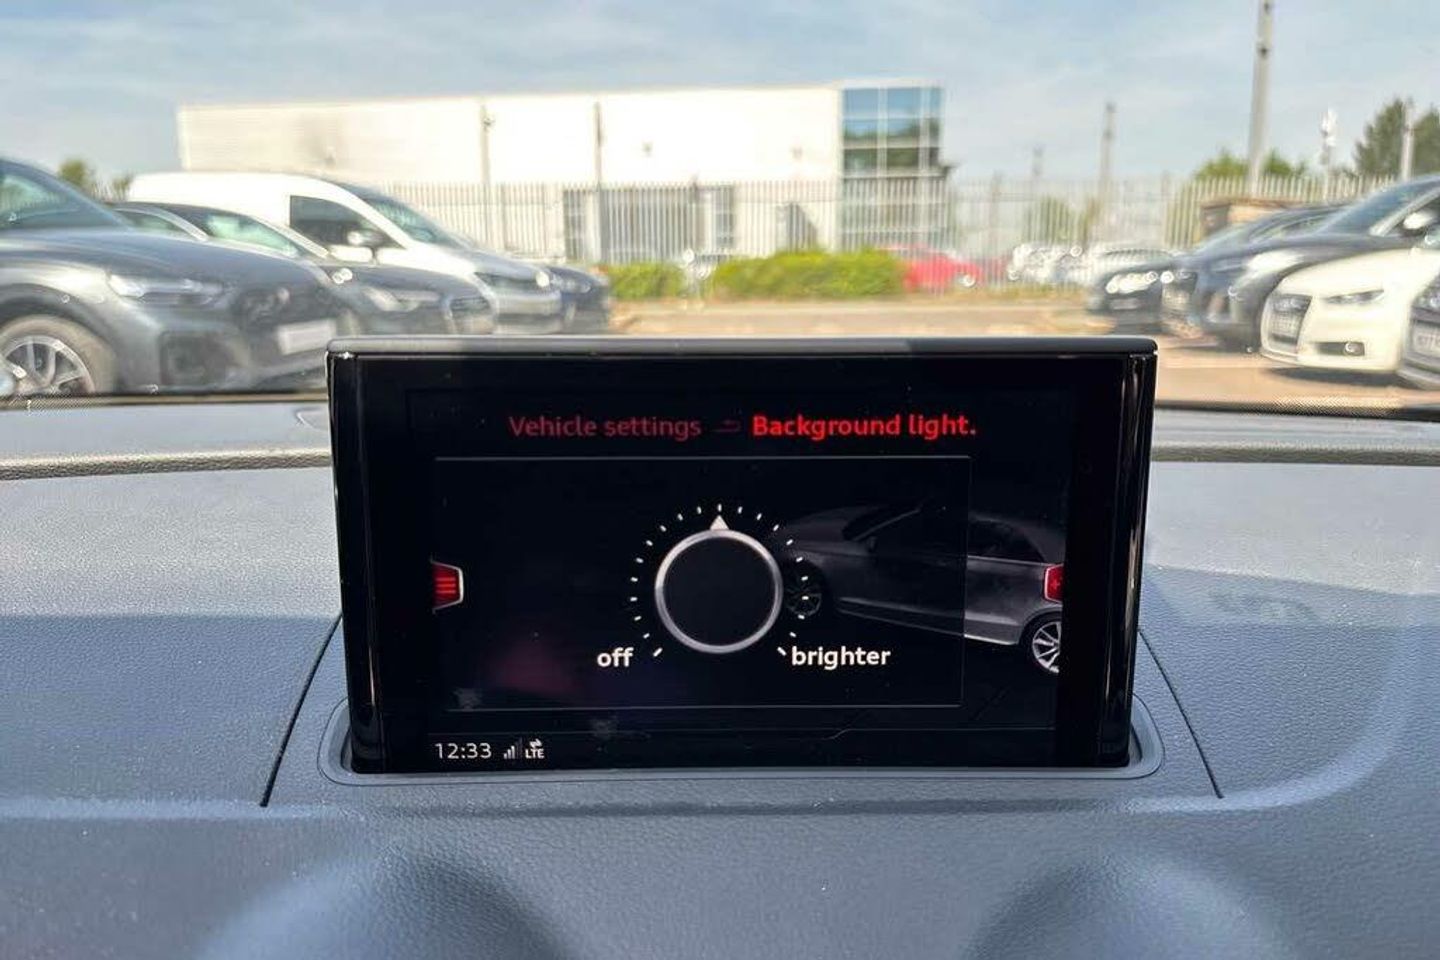 Vehicle settings Background light.
off brighter
12:33 LTE